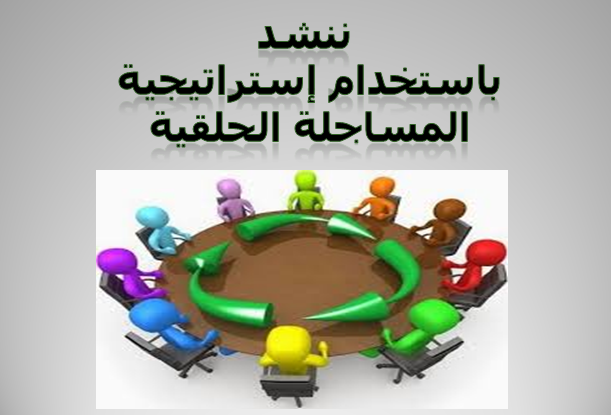 ننشد
باستخدام إستراتيجية
المساجلة الحلقية